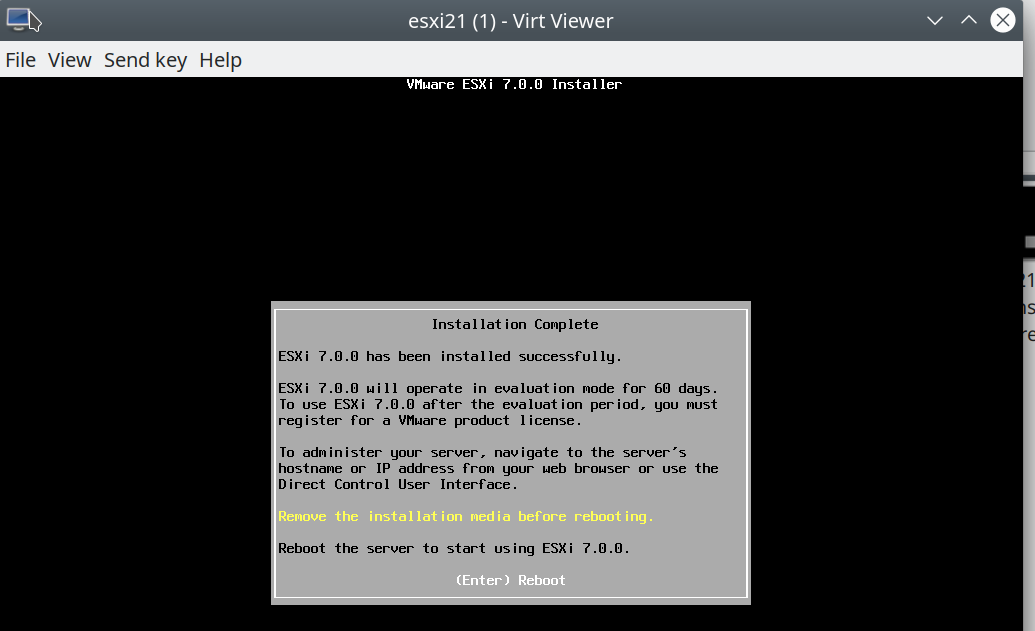 esxi21 (1) - Virt Viewer
File View Send key Help
VMware ESXi 7.0.0 Installer
Installation Complete
ESXi 7.0.0 has been installed successfully.
ESXi 7.0.0 will operate in evaluation mode for 60 days.
To use ESXi 7.0.0 after the evaluation period, you must
register for a VMware product license.
To administer your server, navigate to the server's
hostname or IP address from your web browser or use the
Direct Control User Interface.
Remove the installation media before rebooting.
Reboot the server to start using ESXi 7.0.0.
(Enter) Reboot